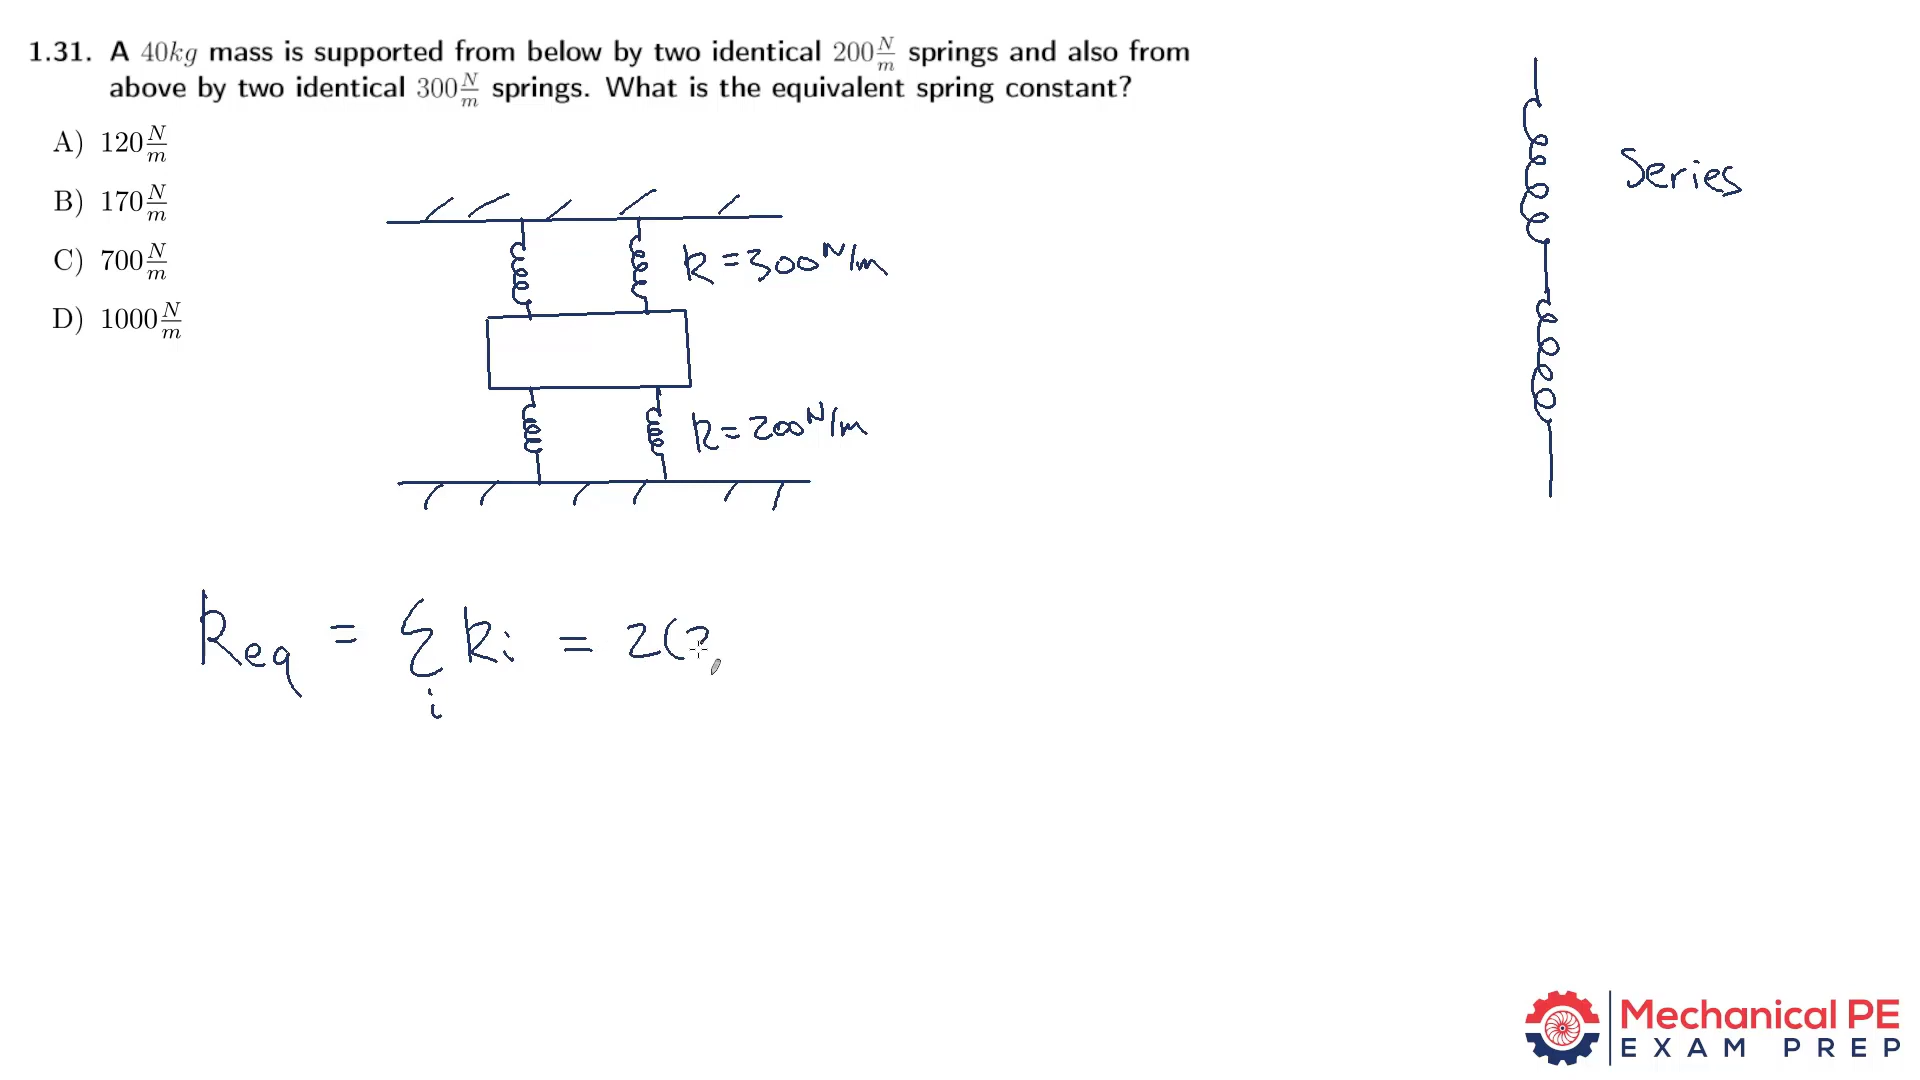 1.31. A 40kg mass is supported from below by two identical 200 N/m springs and also from
above by two identical 300 N/m springs. What is the equivalent spring constant?
A) 120 N/m
B) 170 N/m
C) 700 N/m
D) 1000 N/m
Series
k = 300 N/m
k = 200 N/m
keq = Σi ki = 2(
Mechanical PE
EXAM PREP